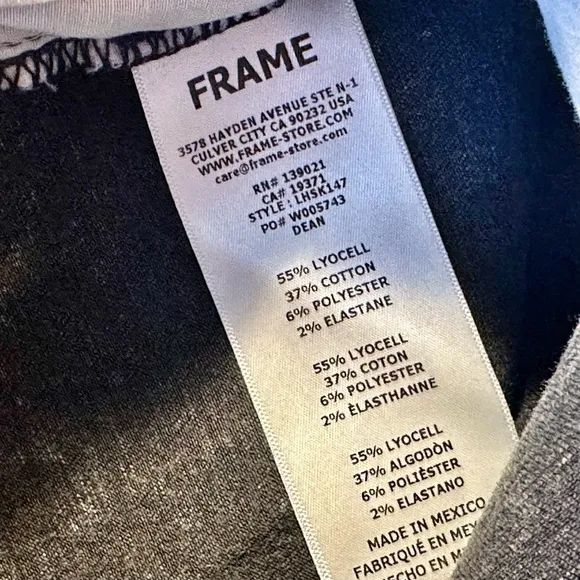 FRAME
3578 HAYDEN AVENUE STE N-1
CULVER CITY CA 90232 USA
WWW.FRAME-STORE.COM
care@frame-store.com
RN# 139021
CA# 19371
STYLE : LHSK147
PO# W005743
DEAN
55% LYOCELL
37% COTTON
6% POLYESTER
2% ELASTANE
55% LYOCELL
37% COTON
6% POLYESTER
2% ÈLASTHANNE
55% LYOCELL
37% ALGODÒN
6% POLIÈSTER
2% ELASTANO
MADE IN MEXICO
FABRIQUÉ EN